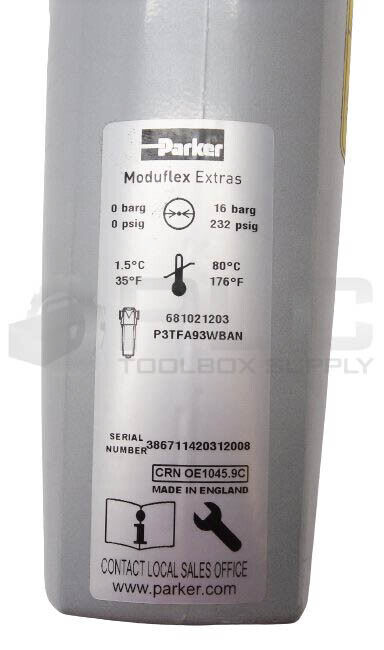 Parker
Moduflex Extras
0 barg 16 barg
0 psig 232 psig
1.5°C 80°C
35°F 176°F
681021203
P3TFA93WBAN
TOOLBOX SUPPLY
SERIAL
NUMBER 386711420312008
CRN OE1045.9C
MADE IN ENGLAND
CONTACT LOCAL SALES OFFICE
www.parker.com